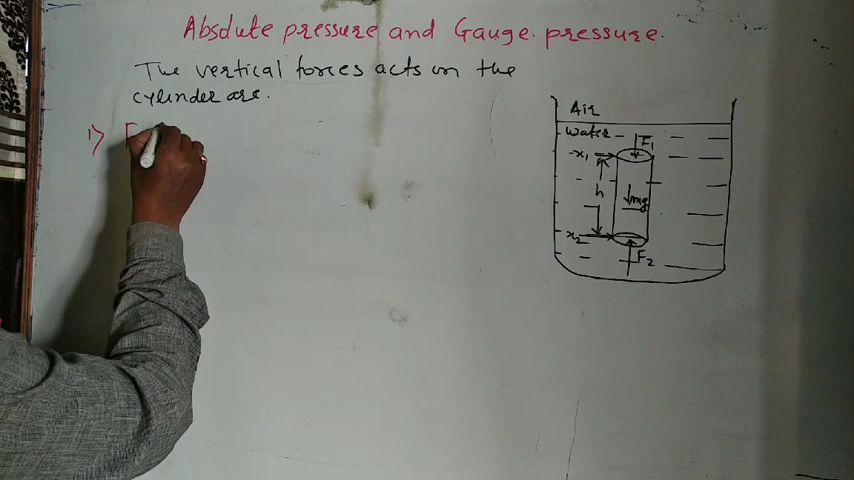 Absolute pressure and Gauge pressure.
The vertical forces acts on the
cylinder are.
1) F
Air
water
F1
-x1
h
mg
x2
F2